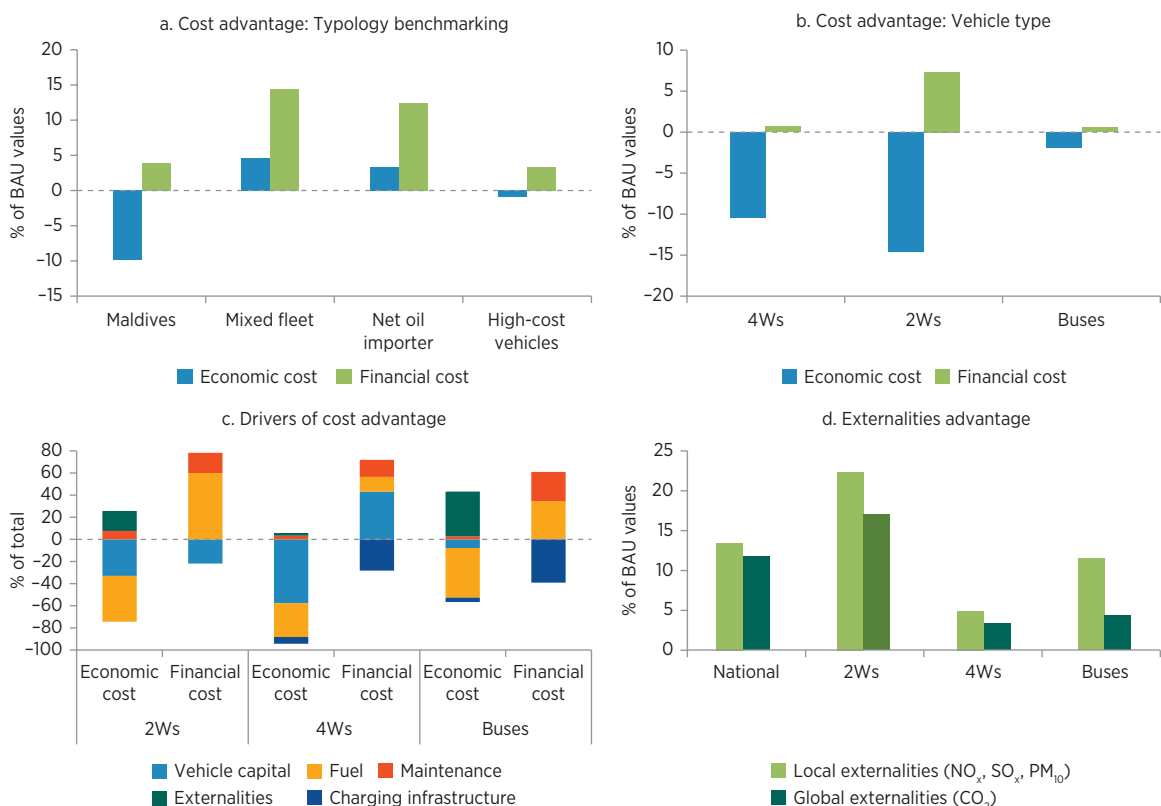 a. Cost advantage: Typology benchmarking
20
15
10
5
0
–5
–10
–15
% of BAU values
Maldives
Mixed fleet
Net oil
importer
High-cost
vehicles
Economic cost
Financial cost
b. Cost advantage: Vehicle type
10
5
0
–5
–10
–15
–20
% of BAU values
4Ws
2Ws
Buses
Economic cost
Financial cost
c. Drivers of cost advantage
80
60
40
20
0
–20
–40
–60
–80
–100
% of total
Economic
cost
Financial
cost
Economic
cost
Financial
cost
Economic
cost
Financial
cost
2Ws
4Ws
Buses
Vehicle capital
Fuel
Maintenance
Externalities
Charging infrastructure
d. Externalities advantage
25
20
15
10
5
0
% of BAU values
National
2Ws
4Ws
Buses
Local externalities (NOₓ, SOₓ, PM₁₀)
Global externalities (CO₂)